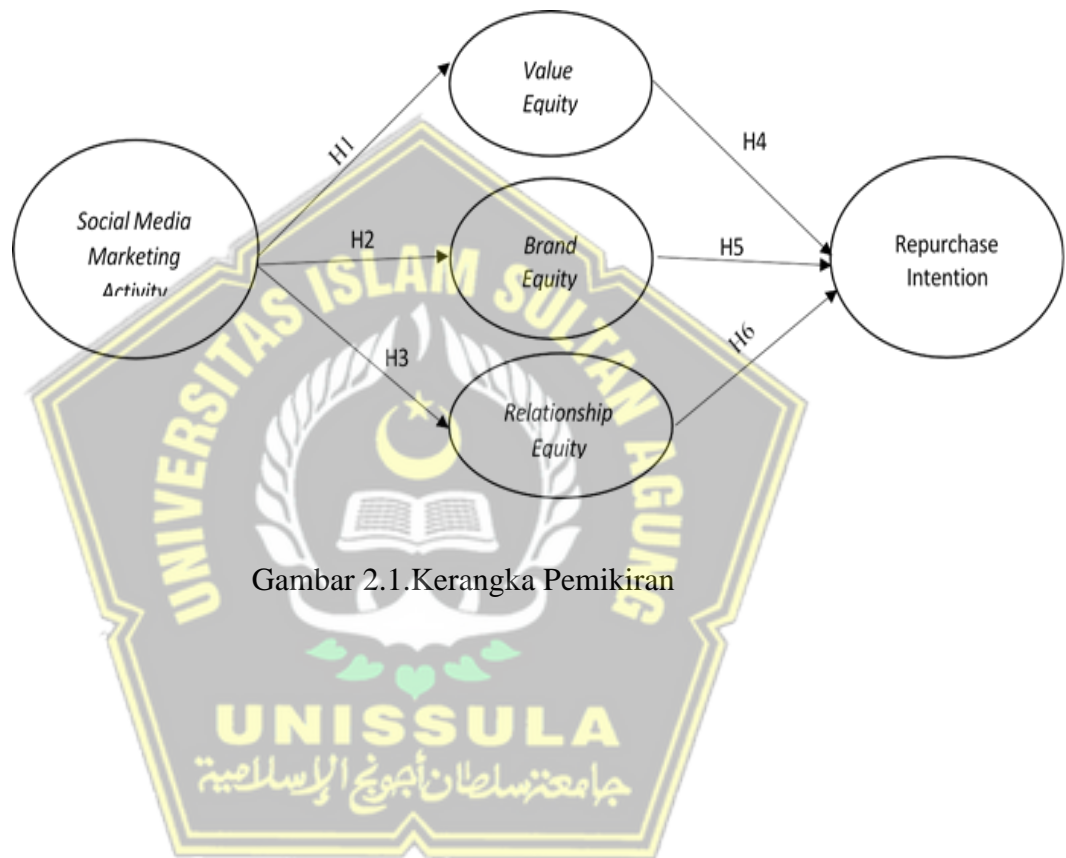 Value
Equity
H1
H4
Social Media
Marketing
Activity
H2
Brand
Equity
H5
Repurchase
Intention
H3
H6
Relationship
Equity
UNIVERSITAS ISLAM SULTAN AGUNG
Gambar 2.1.Kerangka Pemikiran
UNISSULA
جامعة سلطان أجونج الإسلامية